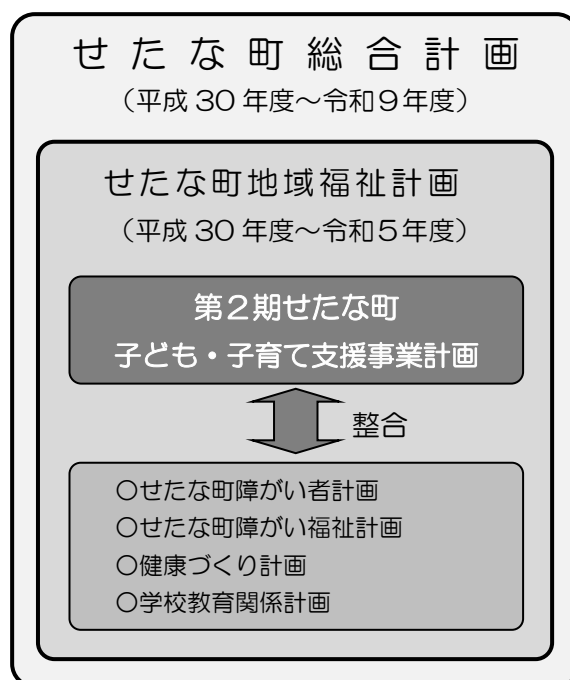 せたな町総合計画
（平成30年度～令和9年度）
せたな町地域福祉計画
（平成30年度～令和5年度）
第2期せたな町
子ども・子育て支援事業計画
整合
○せたな町障がい者計画
○せたな町障がい福祉計画
○健康づくり計画
○学校教育関係計画